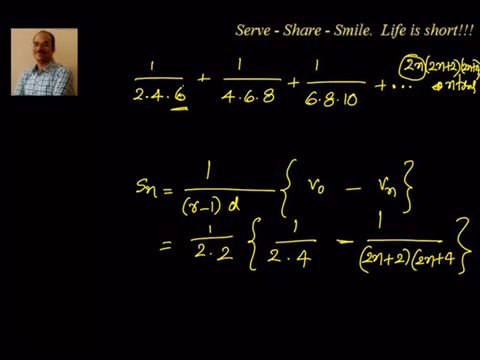 Serve - Share - Smile. Life is short!!!
1/(2·4·6) + 1/(4·6·8) + 1/(6·8·10) + ... 2n(2n+2)(2n+4)
n terms
Sn = 1/((r-1) d) { V0 - Vn }
= 1/(2·2) { 1/(2·4) - 1/((2n+2)(2n+4) }